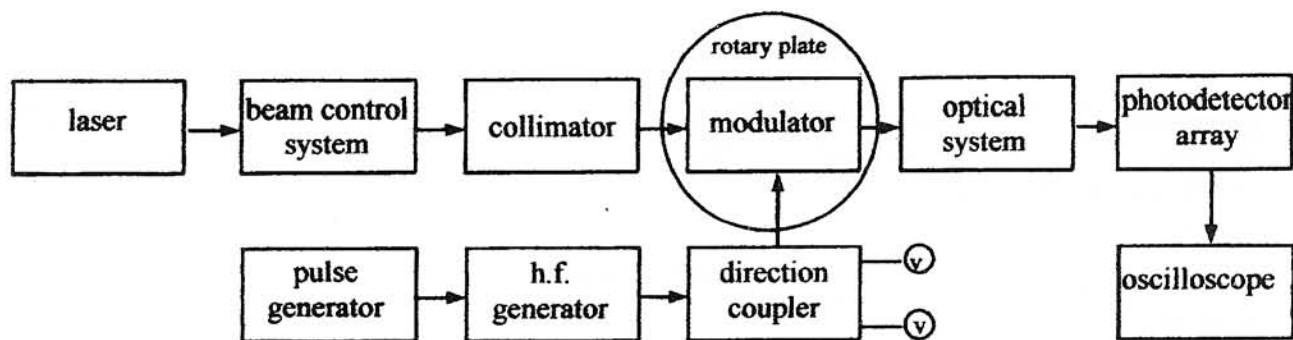 rotary plate
laser
beam control
system
collimator
modulator
optical
system
photodetector
array
pulse
generator
h.f.
generator
direction
coupler
v
v
oscilloscope